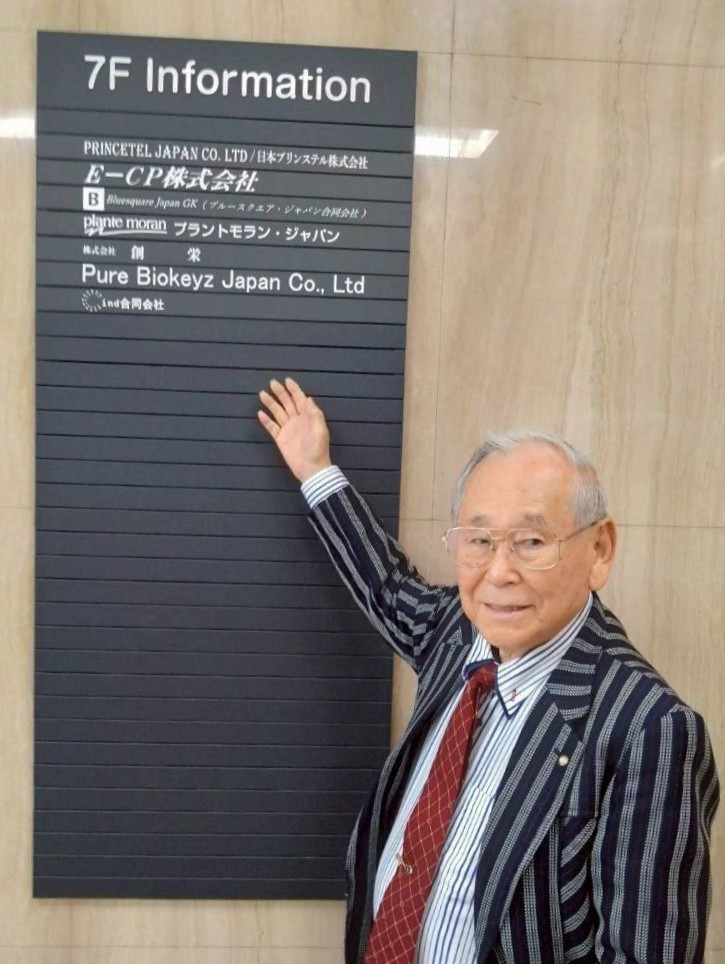 7F Information
PRINCETEL JAPAN CO. LTD/日本プリンステル株式会社
E-CP株式会社
B Bluesquare Japan GK (ブルースクエア・ジャパン合同会社)
plante moran プラントモラン・ジャパン
株式会社 創 栄
Pure Biokeyz Japan Co., Ltd
ind合同会社